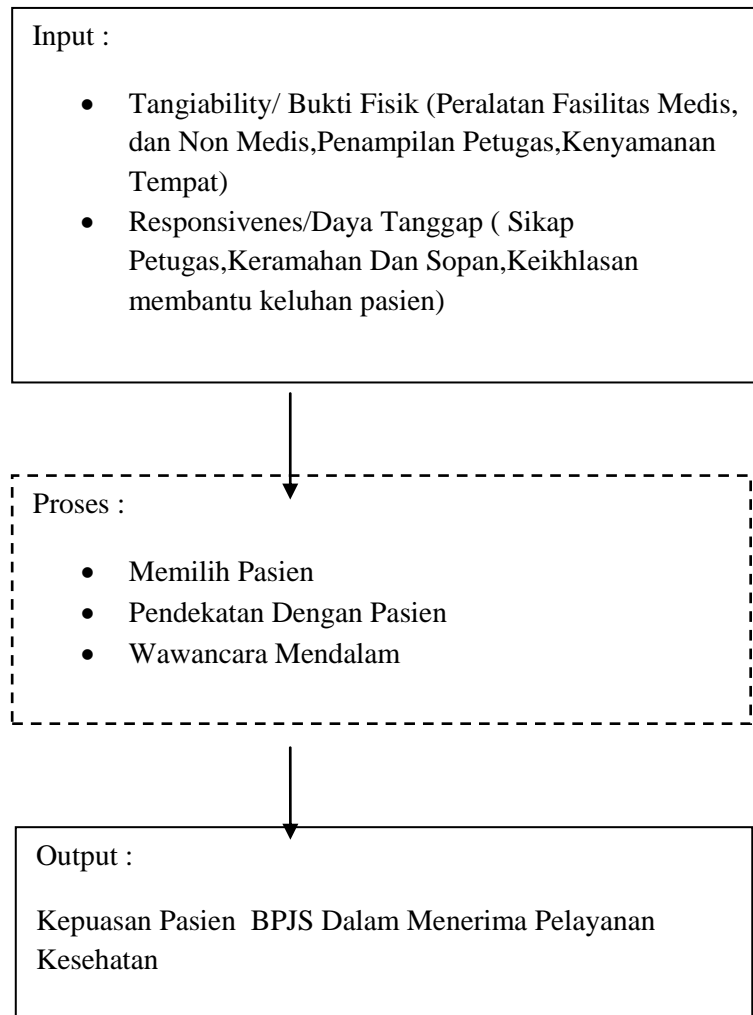 Input :
• Tangiability/ Bukti Fisik (Peralatan Fasilitas Medis,
dan Non Medis,Penampilan Petugas,Kenyamanan
Tempat)
• Responsivenes/Daya Tanggap ( Sikap
Petugas,Keramahan Dan Sopan,Keikhlasan
membantu keluhan pasien)
Proses :
• Memilih Pasien
• Pendekatan Dengan Pasien
• Wawancara Mendalam
Output :
Kepuasan Pasien  BPJS Dalam Menerima Pelayanan
Kesehatan